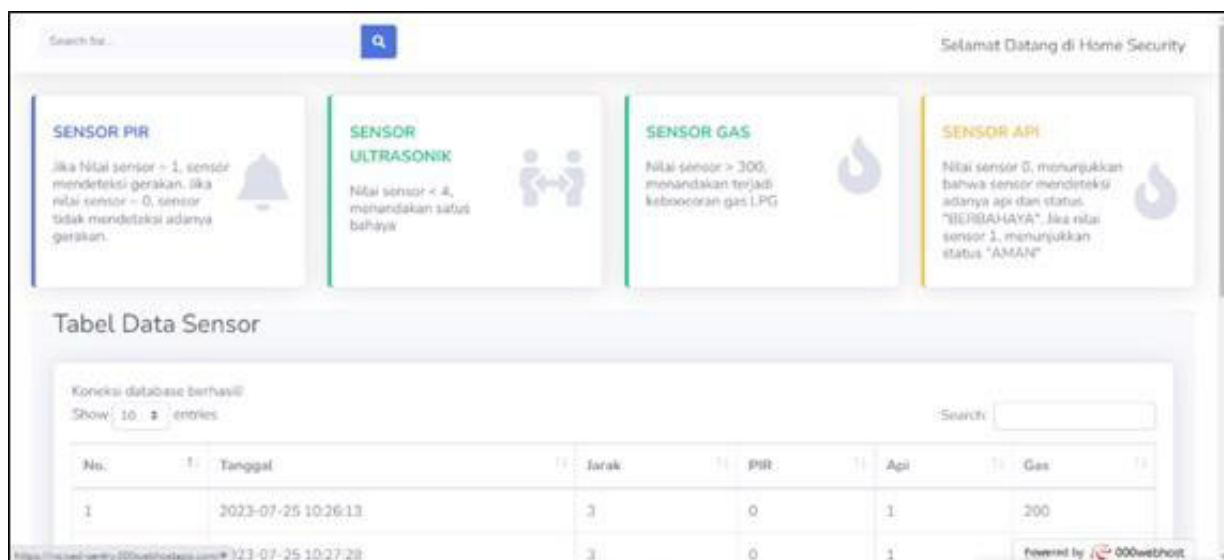 Search for...
Selamat Datang di Home Security
SENSOR PIR
Jika Nilai sensor = 1, sensor
mendeteksi gerakan. Jika
nilai sensor = 0, sensor
tidak mendeteksi adanya
gerakan.
SENSOR
ULTRASONIK
Nilai sensor < 4,
menandakan satus
bahaya
SENSOR GAS
Nilai sensor > 300,
menandakan terjadi
keboocoran gas LPG
SENSOR API
Nilai sensor 0, menunjukkan
bahwa sensor mendeteksi
adanya api dan status
"BERBAHAYA". Jika nilai
sensor 1, menunjukkan
status "AMAN"
Tabel Data Sensor
Koneksi database berhasil!
Show 10 entries
Search:
No. Tanggal Jarak PIR Api Gas
1 2023-07-25 10:26:13 3 0 1 200
023-07-25 10:27:28 3 0 1
Powered by 000webhost